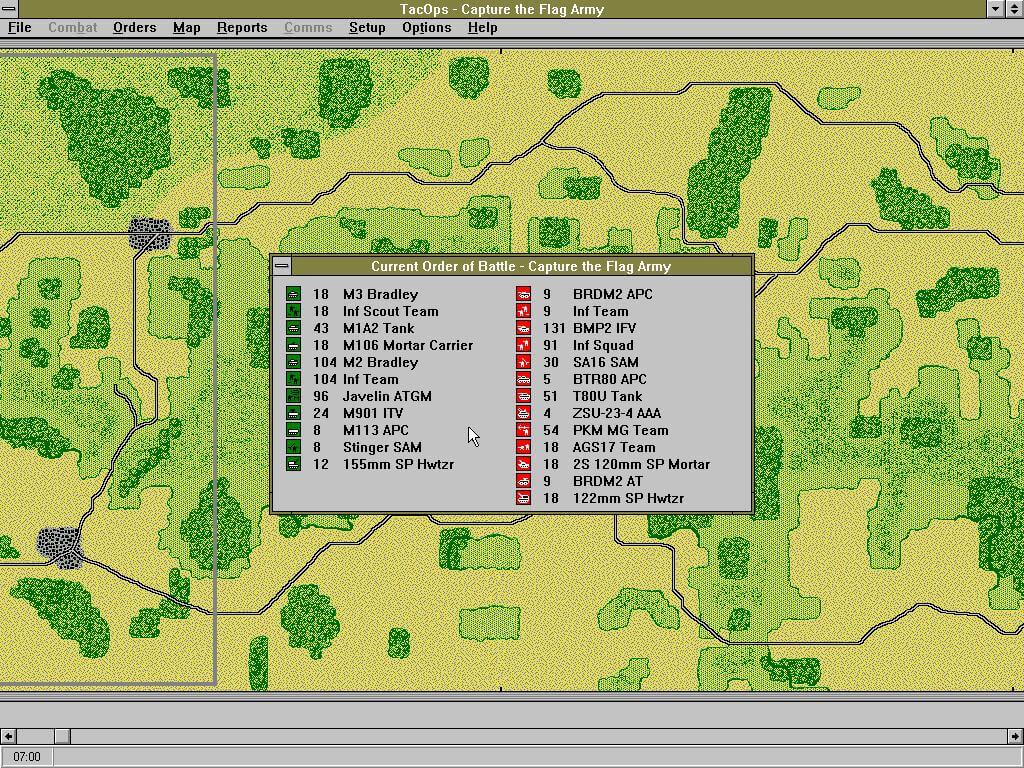 TacOps - Capture the Flag Army
File Combat Orders Map Reports Comms Setup Options Help
Current Order of Battle - Capture the Flag Army
18 M3 Bradley
18 Inf Scout Team
43 M1A2 Tank
18 M106 Mortar Carrier
104 M2 Bradley
104 Inf Team
96 Javelin ATGM
24 M901 ITV
8 M113 APC
8 Stinger SAM
12 155mm SP Hwtzr
9 BRDM2 APC
9 Inf Team
131 BMP2 IFV
91 Inf Squad
30 SA16 SAM
5 BTR80 APC
51 T80U Tank
4 ZSU-23-4 AAA
54 PKM MG Team
18 AGS17 Team
18 2S 120mm SP Mortar
9 BRDM2 AT
18 122mm SP Hwtzr
07:00